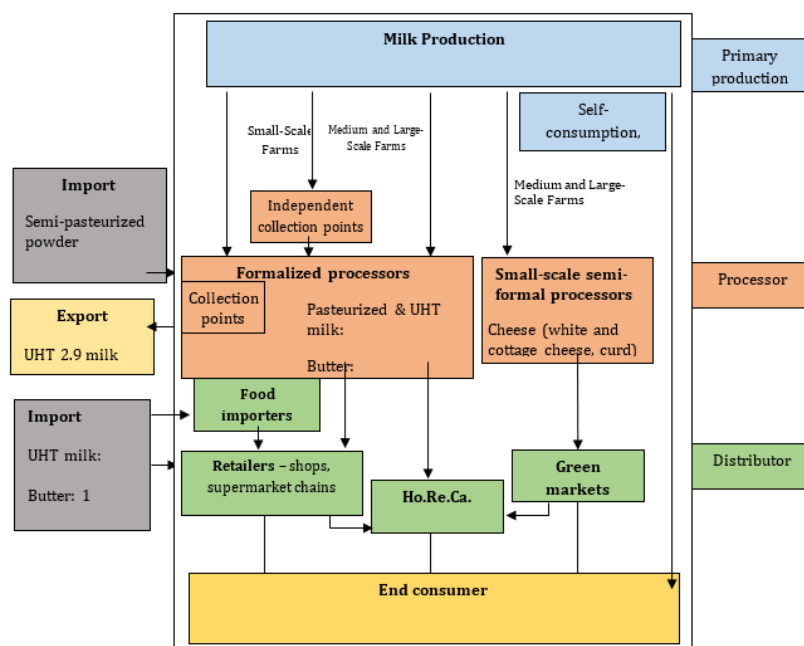 Milk Production
Primary
production
Self-
consumption,
Small-Scale
Farms
Medium and Large-
Scale Farms
Medium and Large-
Scale Farms
Import
Semi-pasteurized
powder
Independent
collection points
Formalized processors
Collection
points
Pasteurized & UHT
milk:
Butter:
Small-scale semi-
formal processors
Cheese (white and
cottage cheese, curd)
Processor
Export
UHT 2.9 milk
Food
importers
Import
UHT milk:
Butter: 1
Retailers – shops,
supermarket chains
Ho.Re.Ca.
Green
markets
Distributor
End consumer